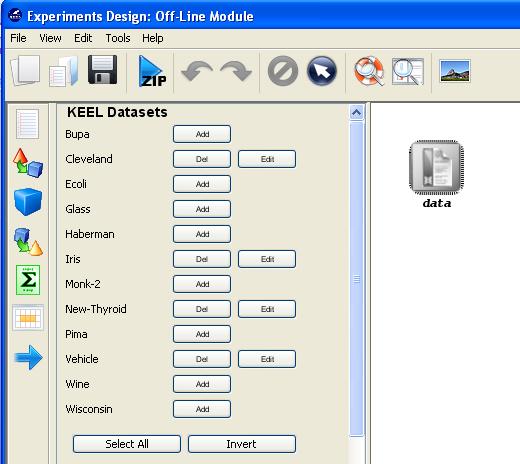 Experiments Design: Off-Line Module
File View Edit Tools Help
ZIP
KEEL Datasets
Bupa Add
Cleveland Del Edit
Ecoli Add
Glass Add
Haberman Add
Iris Del Edit
Monk-2 Add
New-Thyroid Del Edit
Pima Add
Vehicle Del Edit
Wine Add
Wisconsin Add
Select All Invert
data